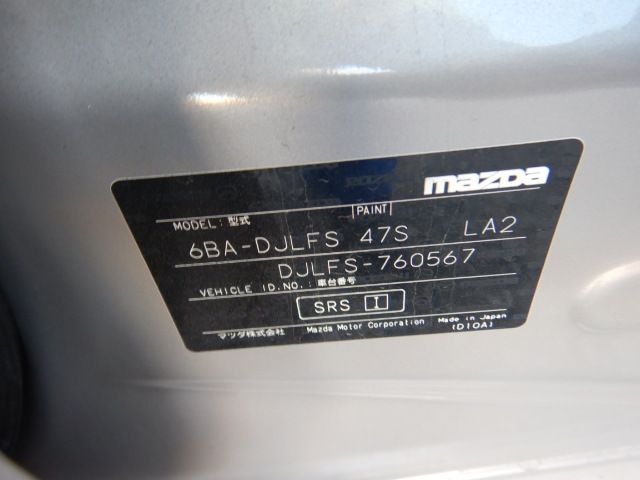 mazda
MODEL: 型式 |PAINT|
6BA-DJLFS 47S LA2
DJLFS-760567
VEHICLE ID.NO.: 車台番号
SRS I
マツダ株式会社 Mazda Motor Corporation Made in Japan
(D10A)